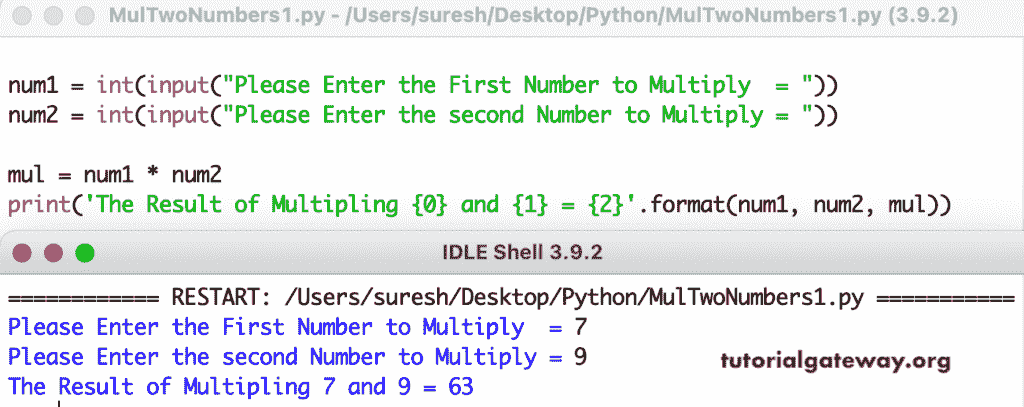 MulTwoNumbers1.py - /Users/suresh/Desktop/Python/MulTwoNumbers1.py (3.9.2)
num1 = int(input("Please Enter the First Number to Multiply  = "))
num2 = int(input("Please Enter the second Number to Multiply = "))
mul = num1 * num2
print('The Result of Multipling {0} and {1} = {2}'.format(num1, num2, mul))
IDLE Shell 3.9.2
============ RESTART: /Users/suresh/Desktop/Python/MulTwoNumbers1.py ===========
Please Enter the First Number to Multiply  = 7
Please Enter the second Number to Multiply = 9
tutorialgateway.org
The Result of Multipling 7 and 9 = 63